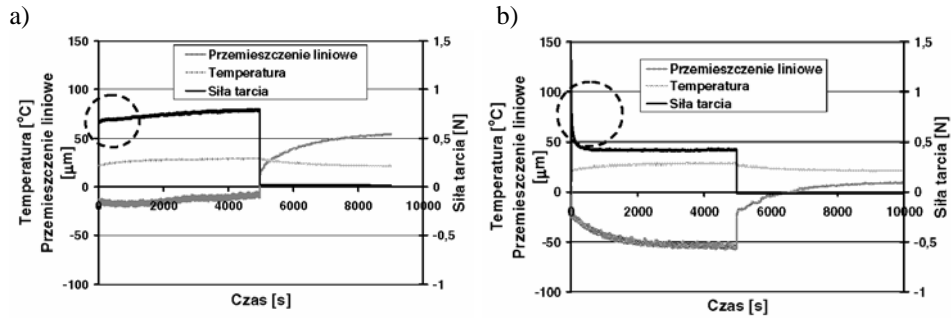 a)
150
100
50
0
-50
-100
Temperatura [°C]
Przemieszczenie liniowe
[µm]
Przemieszczenie liniowe
Temperatura
Siła tarcia
1,5
1
0,5
0
-0,5
-1
Siła tarcia [N]
0
2000
4000
6000
8000
10000
Czas [s]
b)
150
100
50
0
-50
-100
Temperatura [°C]
Przemieszczenie liniowe
[µm]
Przemieszczenie liniowe
Temperatura
Siła tarcia
1,5
1
0,5
0
-0,5
-1
Siła tarcia [N]
0
2000
4000
6000
8000
10000
Czas [s]